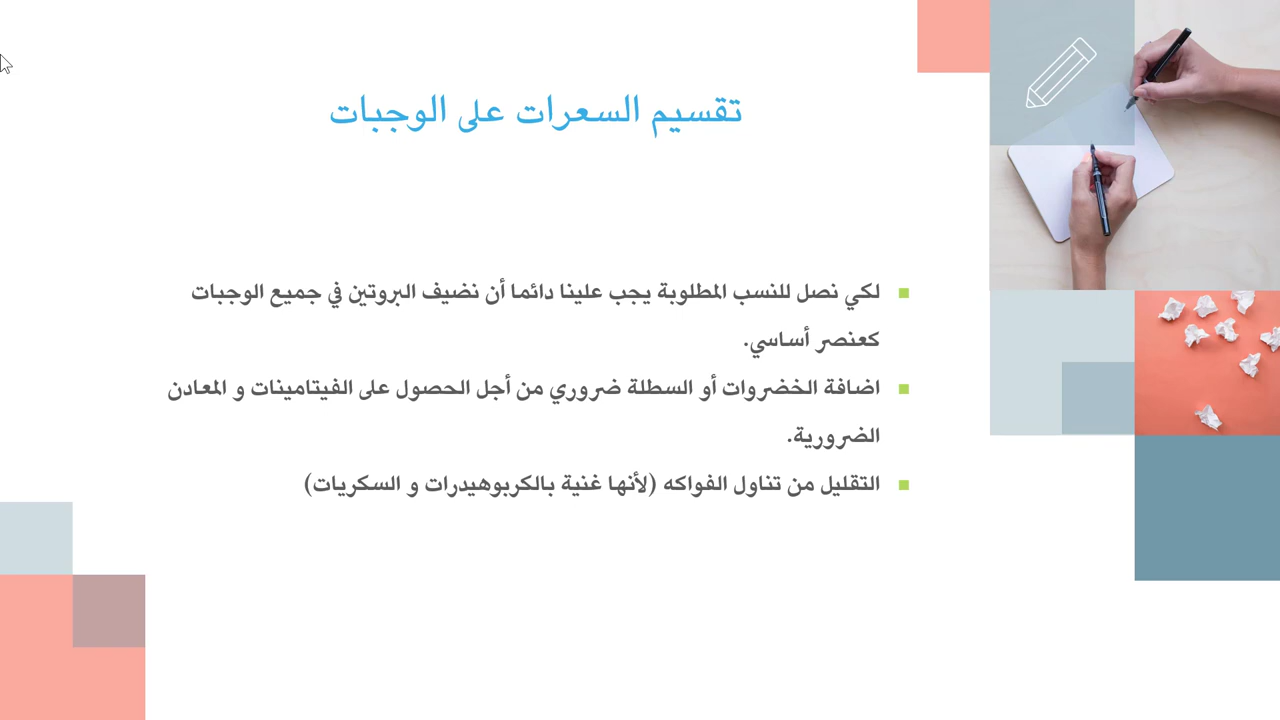 تقسيم السعرات على الوجبات
لكي نصل للنسب المطلوبة يجب علينا دائما أن نضيف البروتين في جميع الوجبات
كعنصر أساسي.
اضافة الخضروات أو السطلة ضروري من أجل الحصول على الفيتامينات و المعادن
الضرورية.
التقليل من تناول الفواكه (لأنها غنية بالكربوهيدرات و السكريات)